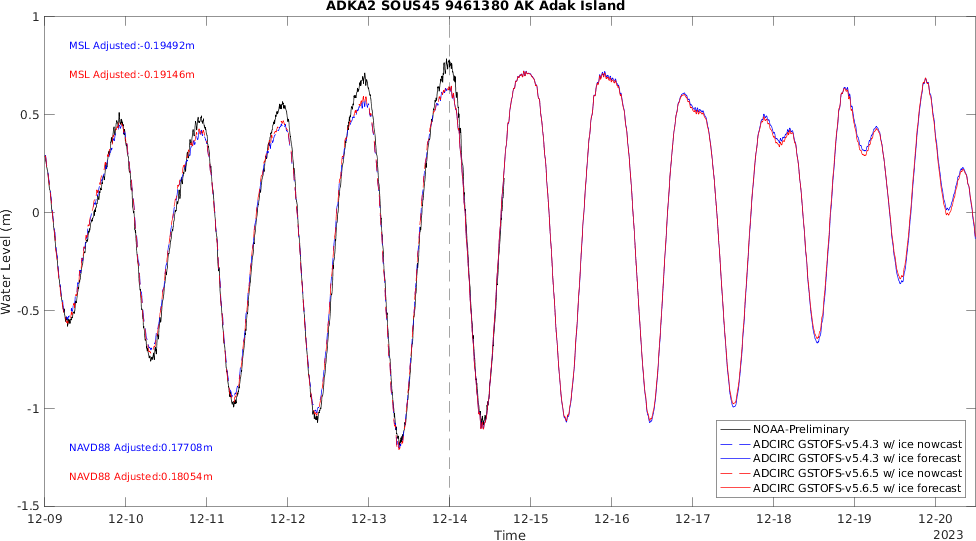 ADKA2 SOUS45 9461380 AK Adak Island
1
0.5
0
-0.5
-1
-1.5
Water Level (m)
MSL Adjusted:-0.19492m
MSL Adjusted:-0.19146m
NAVD88 Adjusted:0.17708m
NAVD88 Adjusted:0.18054m
NOAA-Preliminary
ADCIRC GSTOFS-v5.4.3 w/ ice nowcast
ADCIRC GSTOFS-v5.4.3 w/ ice forecast
ADCIRC GSTOFS-v5.6.5 w/ ice nowcast
ADCIRC GSTOFS-v5.6.5 w/ ice forecast
12-09 12-10 12-11 12-12 12-13 12-14 12-15 12-16 12-17 12-18 12-19 12-20
2023
Time